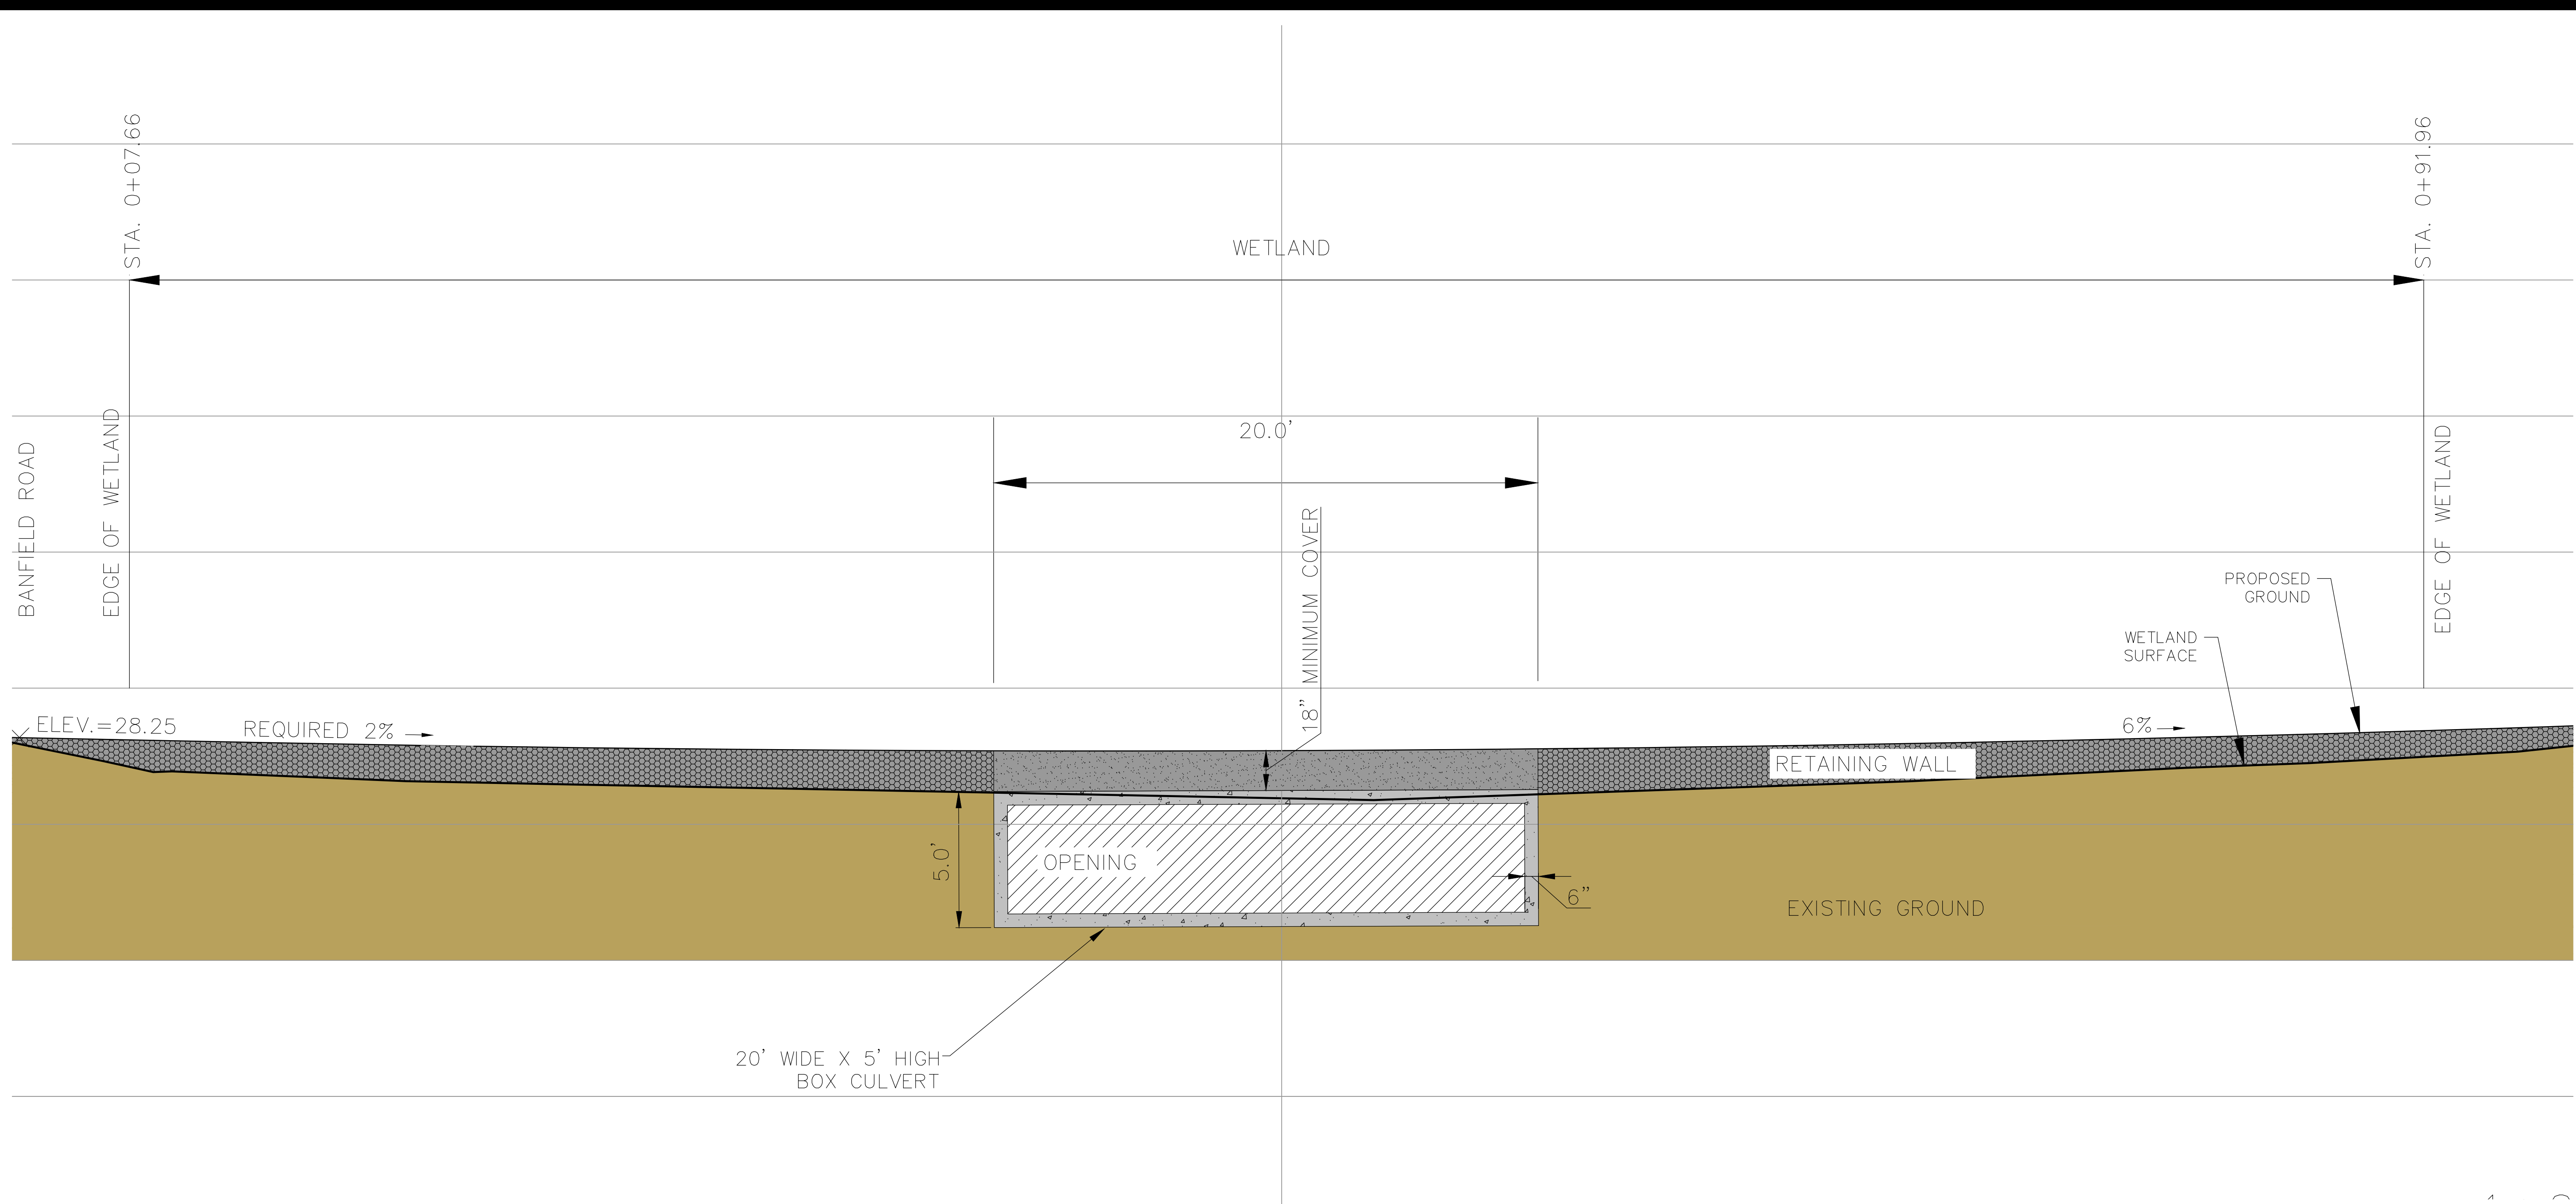 STA. 0+07.66
STA. 0+91.96
WETLAND
BANFIELD ROAD
EDGE OF WETLAND
20.0'
18" MINIMUM COVER
EDGE OF WETLAND
PROPOSED
GROUND
WETLAND
SURFACE
ELEV.=28.25
REQUIRED 2%
6%
RETAINING WALL
5.0'
OPENING
6"
EXISTING GROUND
20' WIDE X 5' HIGH
BOX CULVERT